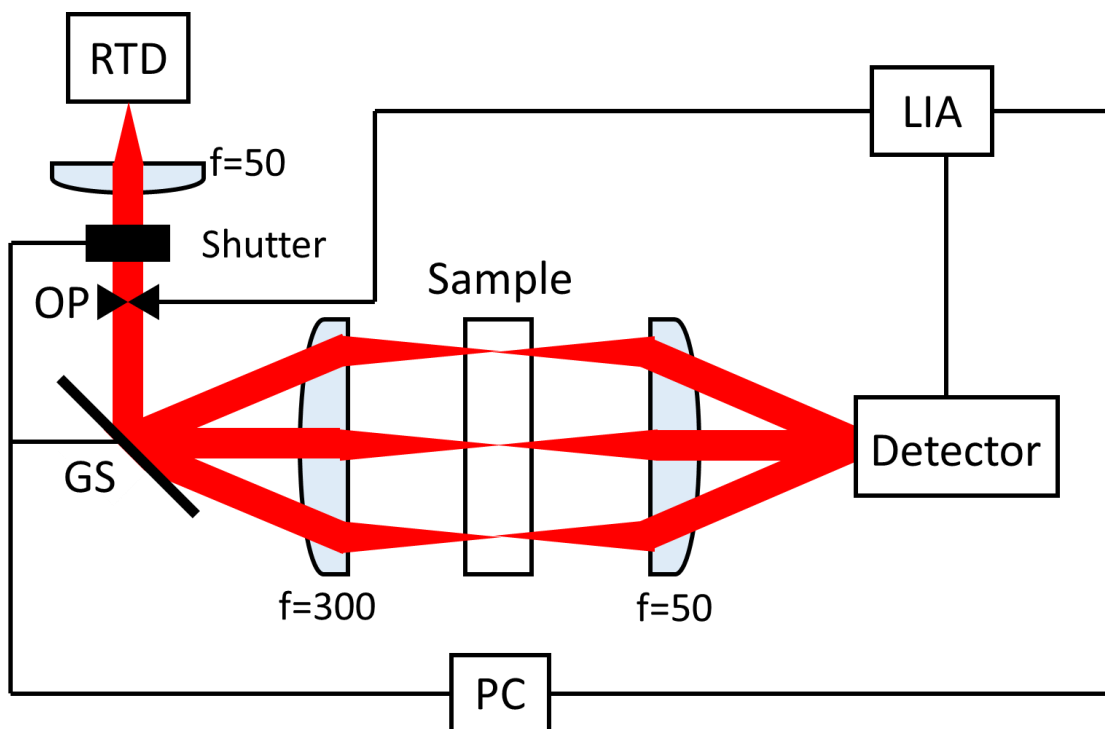 RTD
LIA
f=50
Shutter
OP
Sample
GS
Detector
f=300
f=50
PC